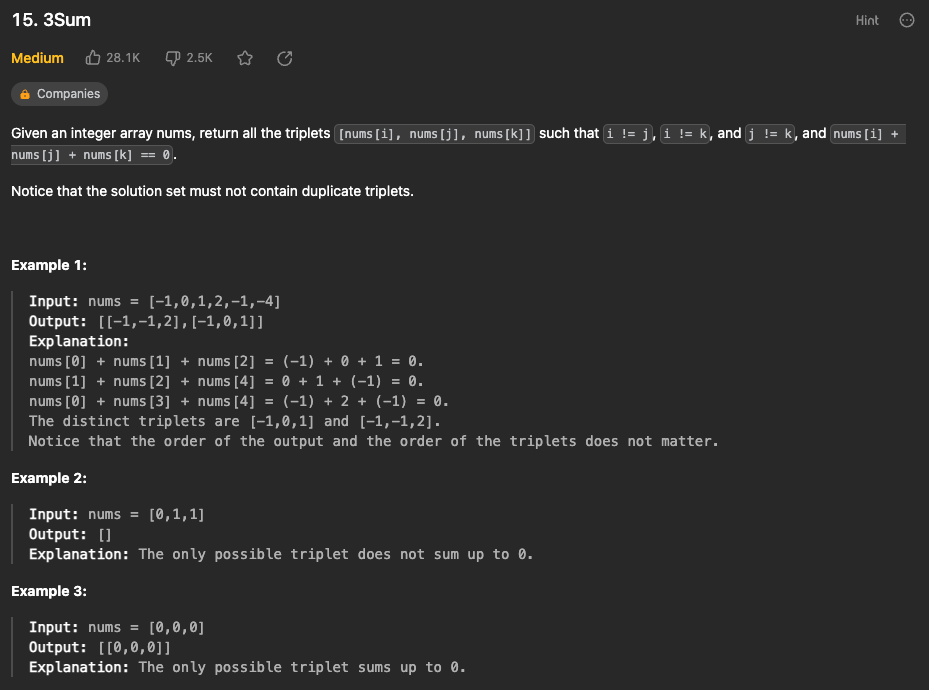 15. 3Sum
Hint
Medium 28.1K 2.5K
Companies
Given an integer array nums, return all the triplets [nums[i], nums[j], nums[k]] such that i != j, i != k, and j != k, and nums[i] +
nums[j] + nums[k] == 0.
Notice that the solution set must not contain duplicate triplets.
Example 1:
Input: nums = [-1,0,1,2,-1,-4]
Output: [[-1,-1,2],[-1,0,1]]
Explanation:
nums[0] + nums[1] + nums[2] = (-1) + 0 + 1 = 0.
nums[1] + nums[2] + nums[4] = 0 + 1 + (-1) = 0.
nums[0] + nums[3] + nums[4] = (-1) + 2 + (-1) = 0.
The distinct triplets are [-1,0,1] and [-1,-1,2].
Notice that the order of the output and the order of the triplets does not matter.
Example 2:
Input: nums = [0,1,1]
Output: []
Explanation: The only possible triplet does not sum up to 0.
Example 3:
Input: nums = [0,0,0]
Output: [[0,0,0]]
Explanation: The only possible triplet sums up to 0.